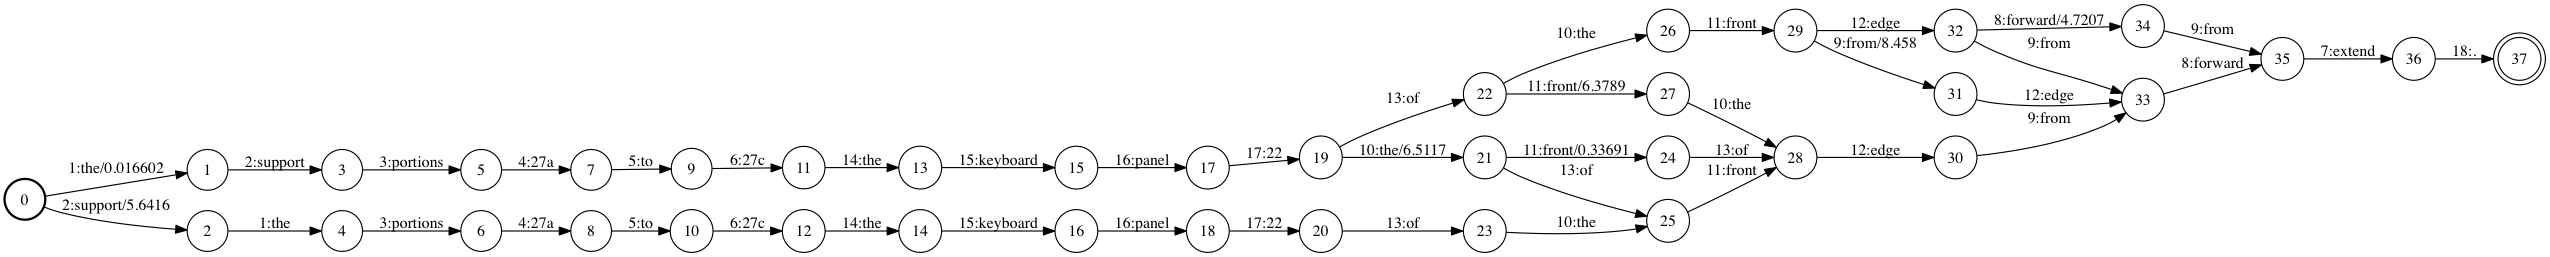 10:the
26
11:front
29
12:edge
32
8:forward/4.7207
34
9:from
9:from/8.458
9:from
35
7:extend
36
18:.
37
8:forward
13:of
22
11:front/6.3789
27
10:the
31
12:edge
33
9:from
0
1:the/0.016602
1
2:support
3
3:portions
5
4:27a
7
5:to
9
6:27c
11
14:the
13
15:keyboard
15
16:panel
17
17:22
19
10:the/6.5117
21
11:front/0.33691
24
13:of
28
12:edge
30
13:of
11:front
25
2:support/5.6416
2
1:the
4
3:portions
6
4:27a
8
5:to
10
6:27c
12
14:the
14
15:keyboard
16
16:panel
18
17:22
20
13:of
23
10:the